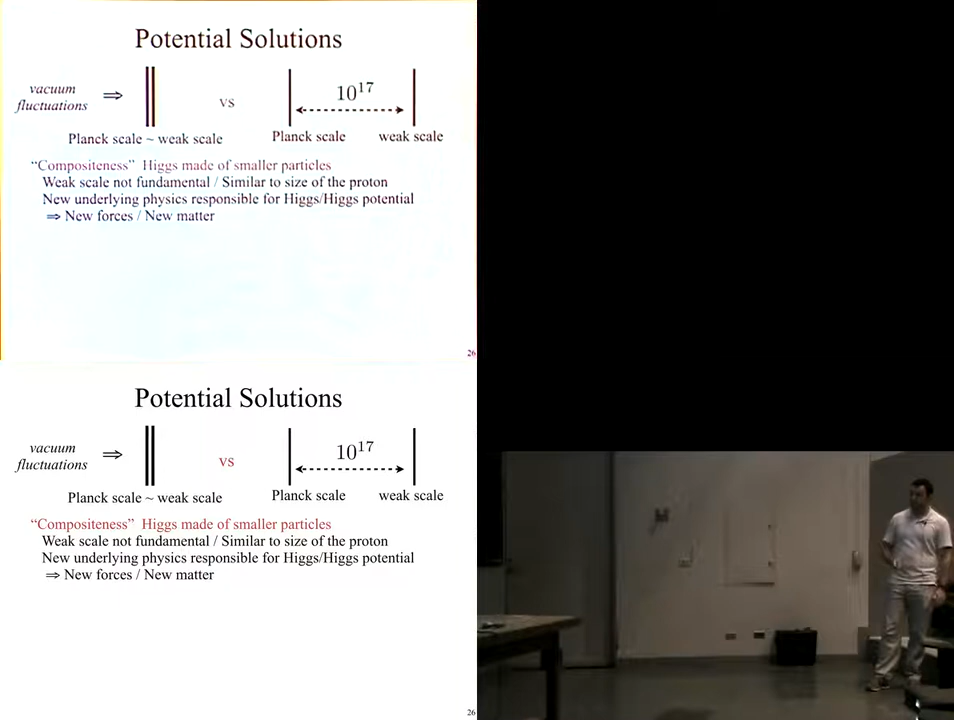 Potential Solutions
vacuum
fluctuations
⇒
vs
10^17
Planck scale ~ weak scale
Planck scale
weak scale
“Compositeness” Higgs made of smaller particles
Weak scale not fundamental / Similar to size of the proton
New underlying physics responsible for Higgs/Higgs potential
⇒ New forces / New matter
26
Potential Solutions
vacuum
fluctuations
⇒
vs
10^17
Planck scale ~ weak scale
Planck scale
weak scale
“Compositeness” Higgs made of smaller particles
Weak scale not fundamental / Similar to size of the proton
New underlying physics responsible for Higgs/Higgs potential
⇒ New forces / New matter
26